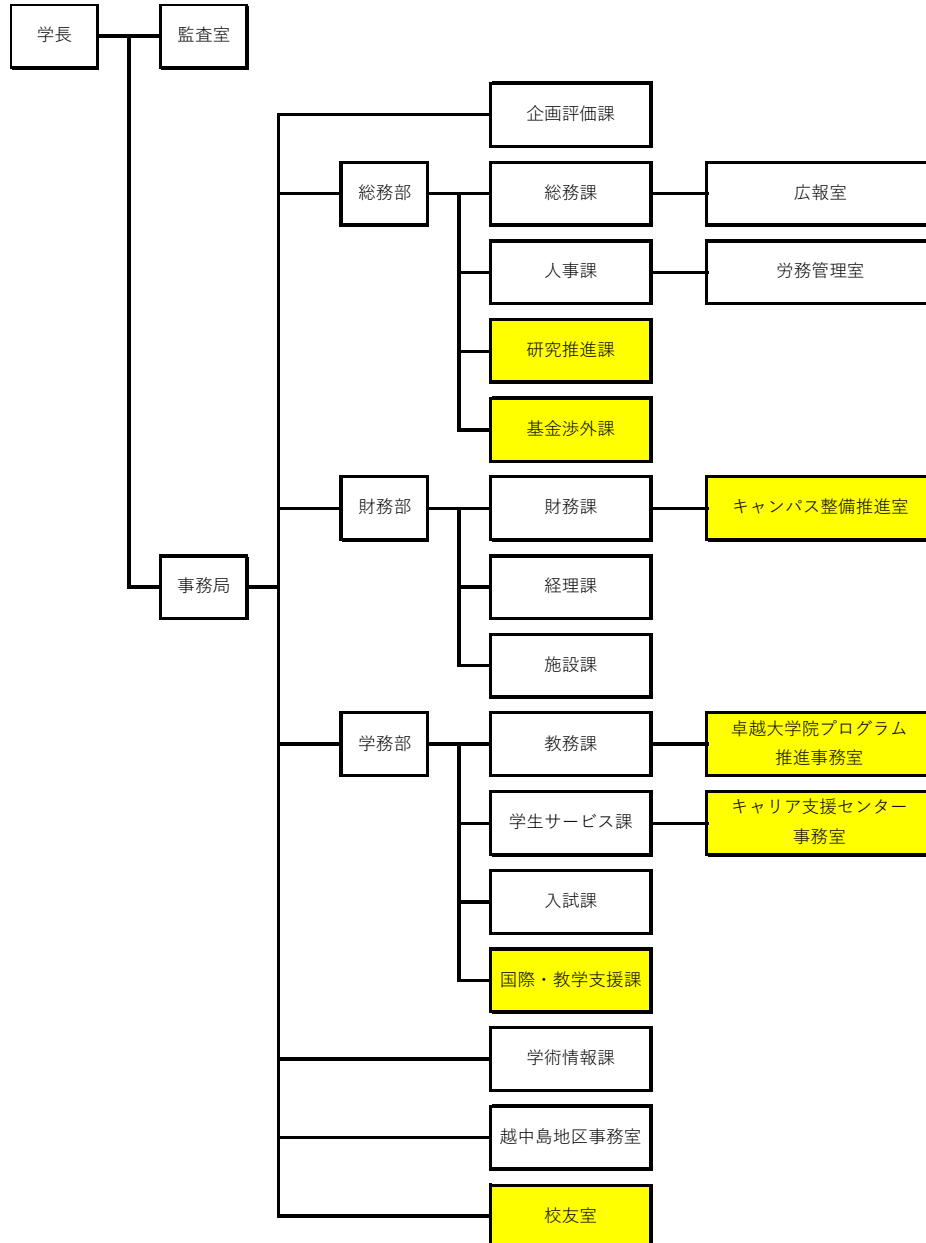 学長
監査室
企画評価課
総務部
総務課
広報室
人事課
労務管理室
研究推進課
基金渉外課
財務部
財務課
キャンパス整備推進室
事務局
経理課
施設課
学務部
教務課
卓越大学院プログラム
推進事務室
学生サービス課
キャリア支援センター
事務室
入試課
国際・教学支援課
学術情報課
越中島地区事務室
校友室